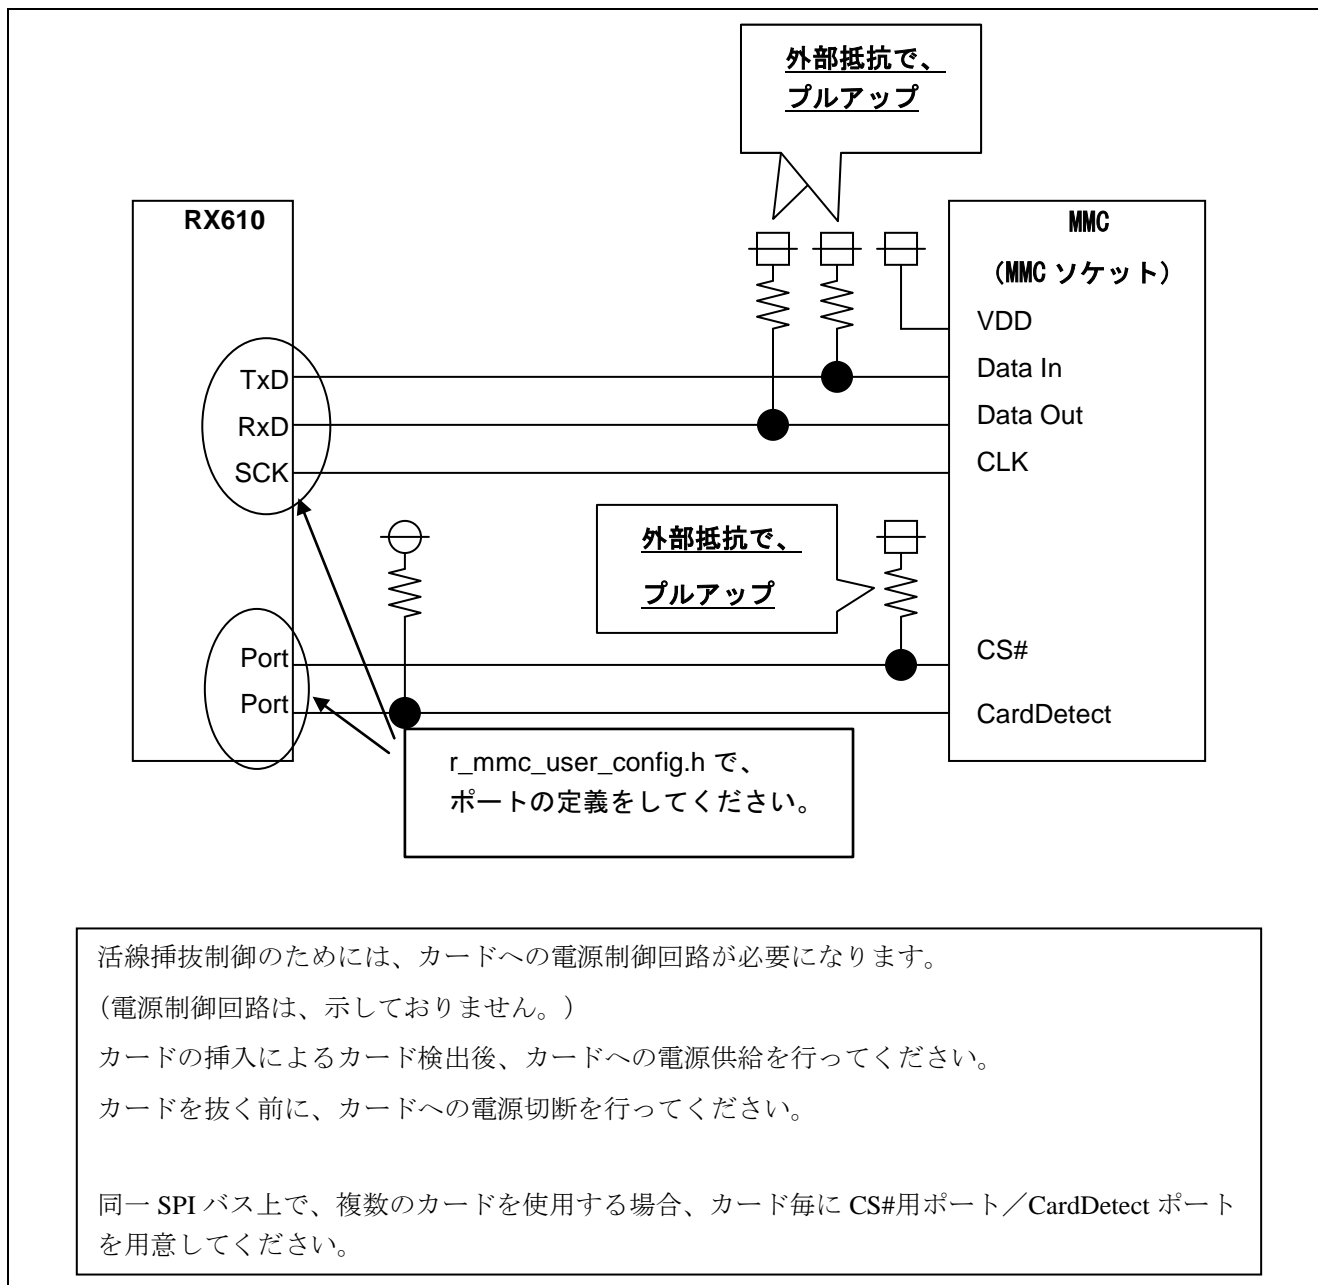 外部抵抗で、
プルアップ
RX610
MMC
（MMC ソケット）
VDD
TxD
Data In
RxD
Data Out
SCK
CLK
外部抵抗で、
プルアップ
Port
CS#
Port
CardDetect
r_mmc_user_config.h で、
ポートの定義をしてください。
活線挿抜制御のためには、カードへの電源制御回路が必要になります。
（電源制御回路は、示しておりません。）
カードの挿入によるカード検出後、カードへの電源供給を行ってください。
カードを抜く前に、カードへの電源切断を行ってください。
同一 SPI バス上で、複数のカードを使用する場合、カード毎に CS#用ポート／CardDetect ポート
を用意してください。